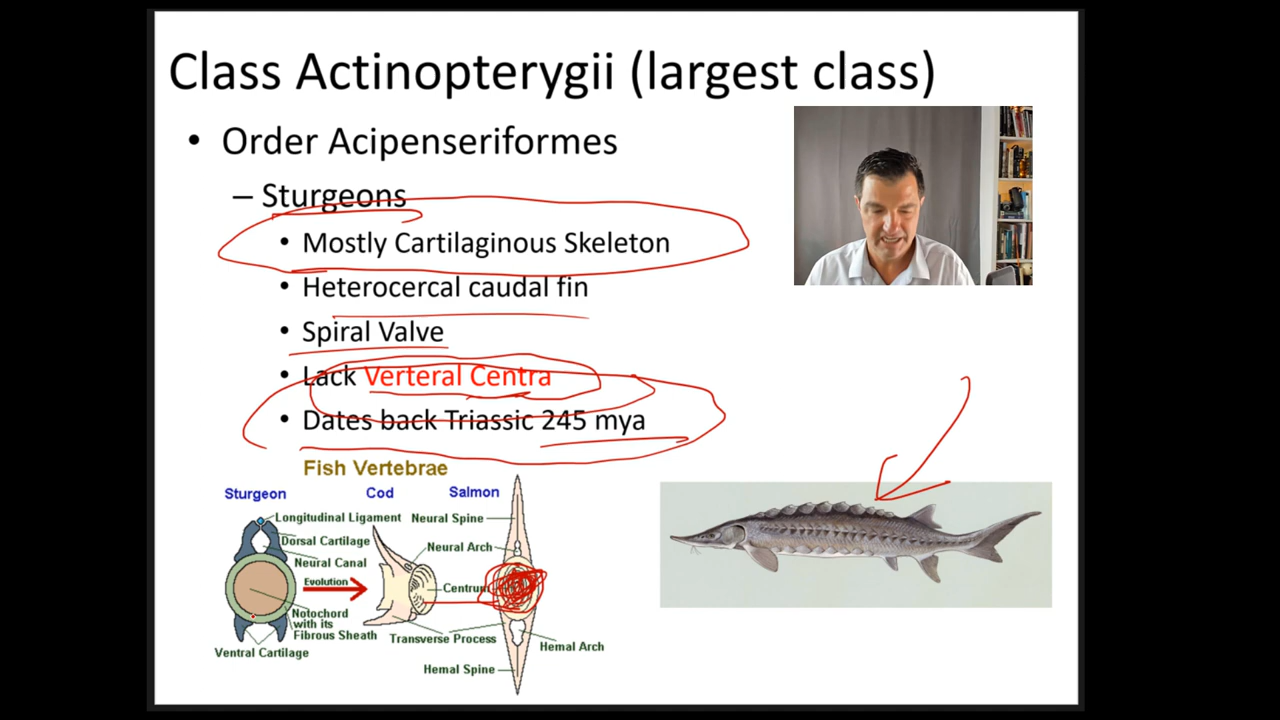 Class Actinopterygii (largest class)
• Order Acipenseriformes
– Sturgeons
• Mostly Cartilaginous Skeleton
• Heterocercal caudal fin
• Spiral Valve
• Lack Verteral Centra
• Dates back Triassic 245 mya
Fish Vertebrae
Sturgeon Cod Salmon
Longitudinal Ligament
Neural Spine
Dorsal Cartilage
Neural Arch
Neural Canal
Evolution
Centrum
Notochord
with its
Fibrous Sheath
Transverse Process
Hemal Arch
Ventral Cartilage
Hemal Spine